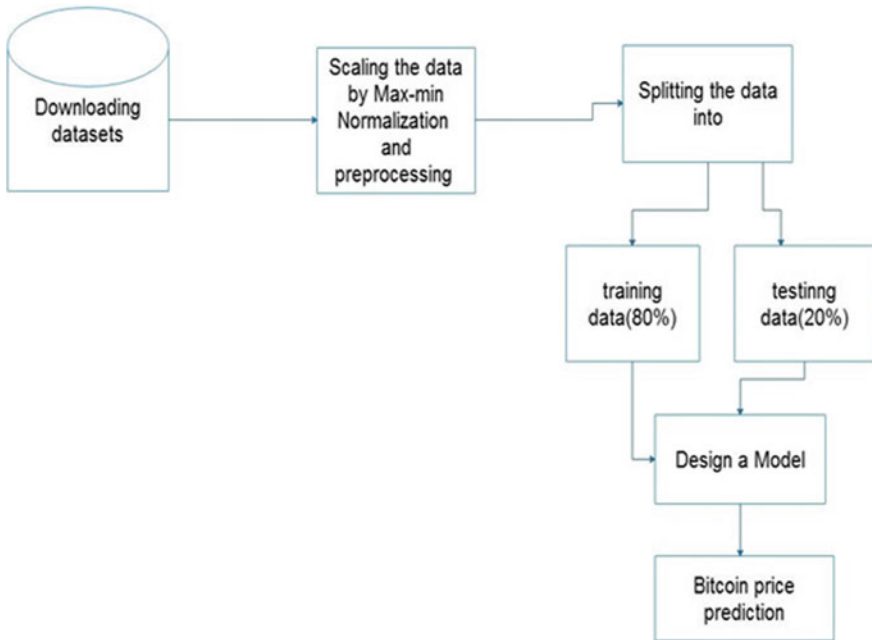 Downloading
datasets
Scaling the data
by Max-min
Normalization
and
preprocessing
Splitting the data
into
training
data(80%)
testinng
data(20%)
Design a Model
Bitcoin price
prediction